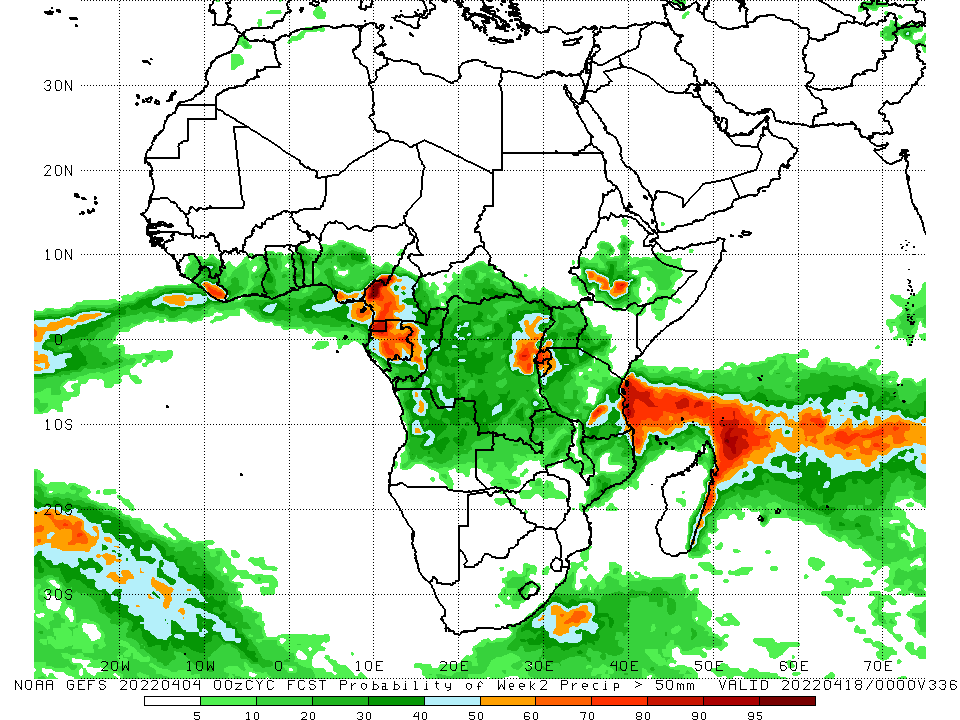 30N
20N
10N
0
10S
20S
30S
20W 10W 0 10E 20E 30E 40E 50E 60E 70E
NOAA GEFS 20220404 00zCYC FCST Probability of Week2 Precip > 50mm VALID 20220418/0000V336
5 10 20 30 40 50 60 70 80 90 95